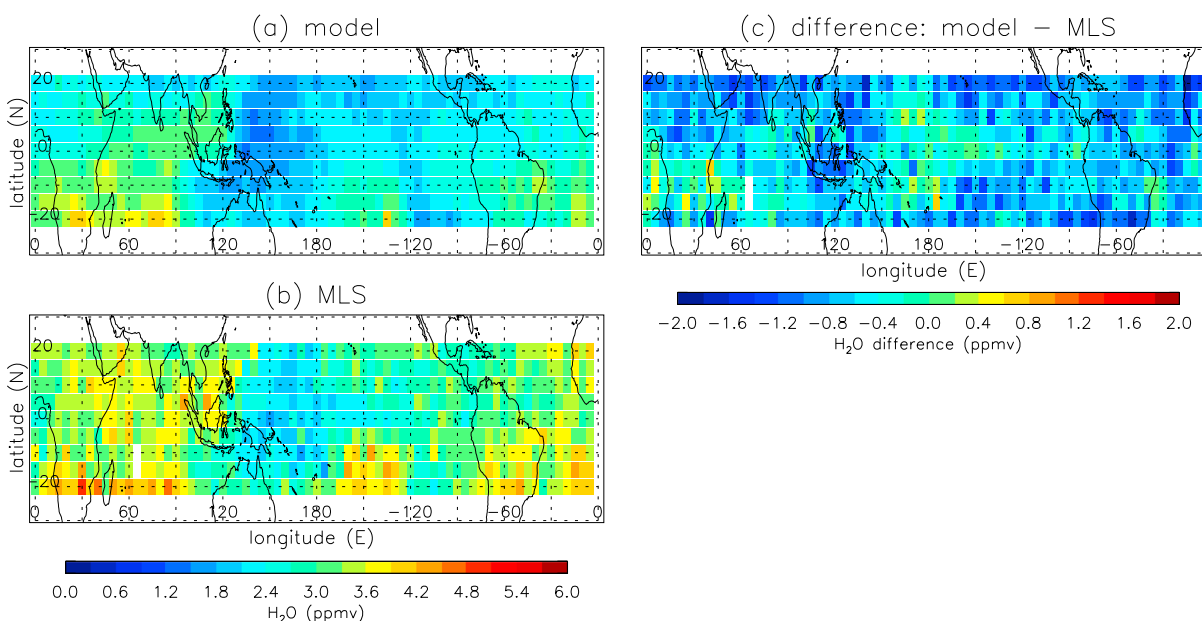 (a) model
latitude (N)
20
0
−20
0 60 120 180 −120 −60 0
(c) difference: model − MLS
20
0
−20
0 60 120 180 −120 −60
longitude (E)
−2.0 −1.6 −1.2 −0.8 −0.4 0.0 0.4 0.8 1.2 1.6 2.0
H₂O difference (ppmv)
(b) MLS
latitude (N)
20
0
−20
0 60 120 180 −120 −60 0
longitude (E)
0.0 0.6 1.2 1.8 2.4 3.0 3.6 4.2 4.8 5.4 6.0
H₂O (ppmv)